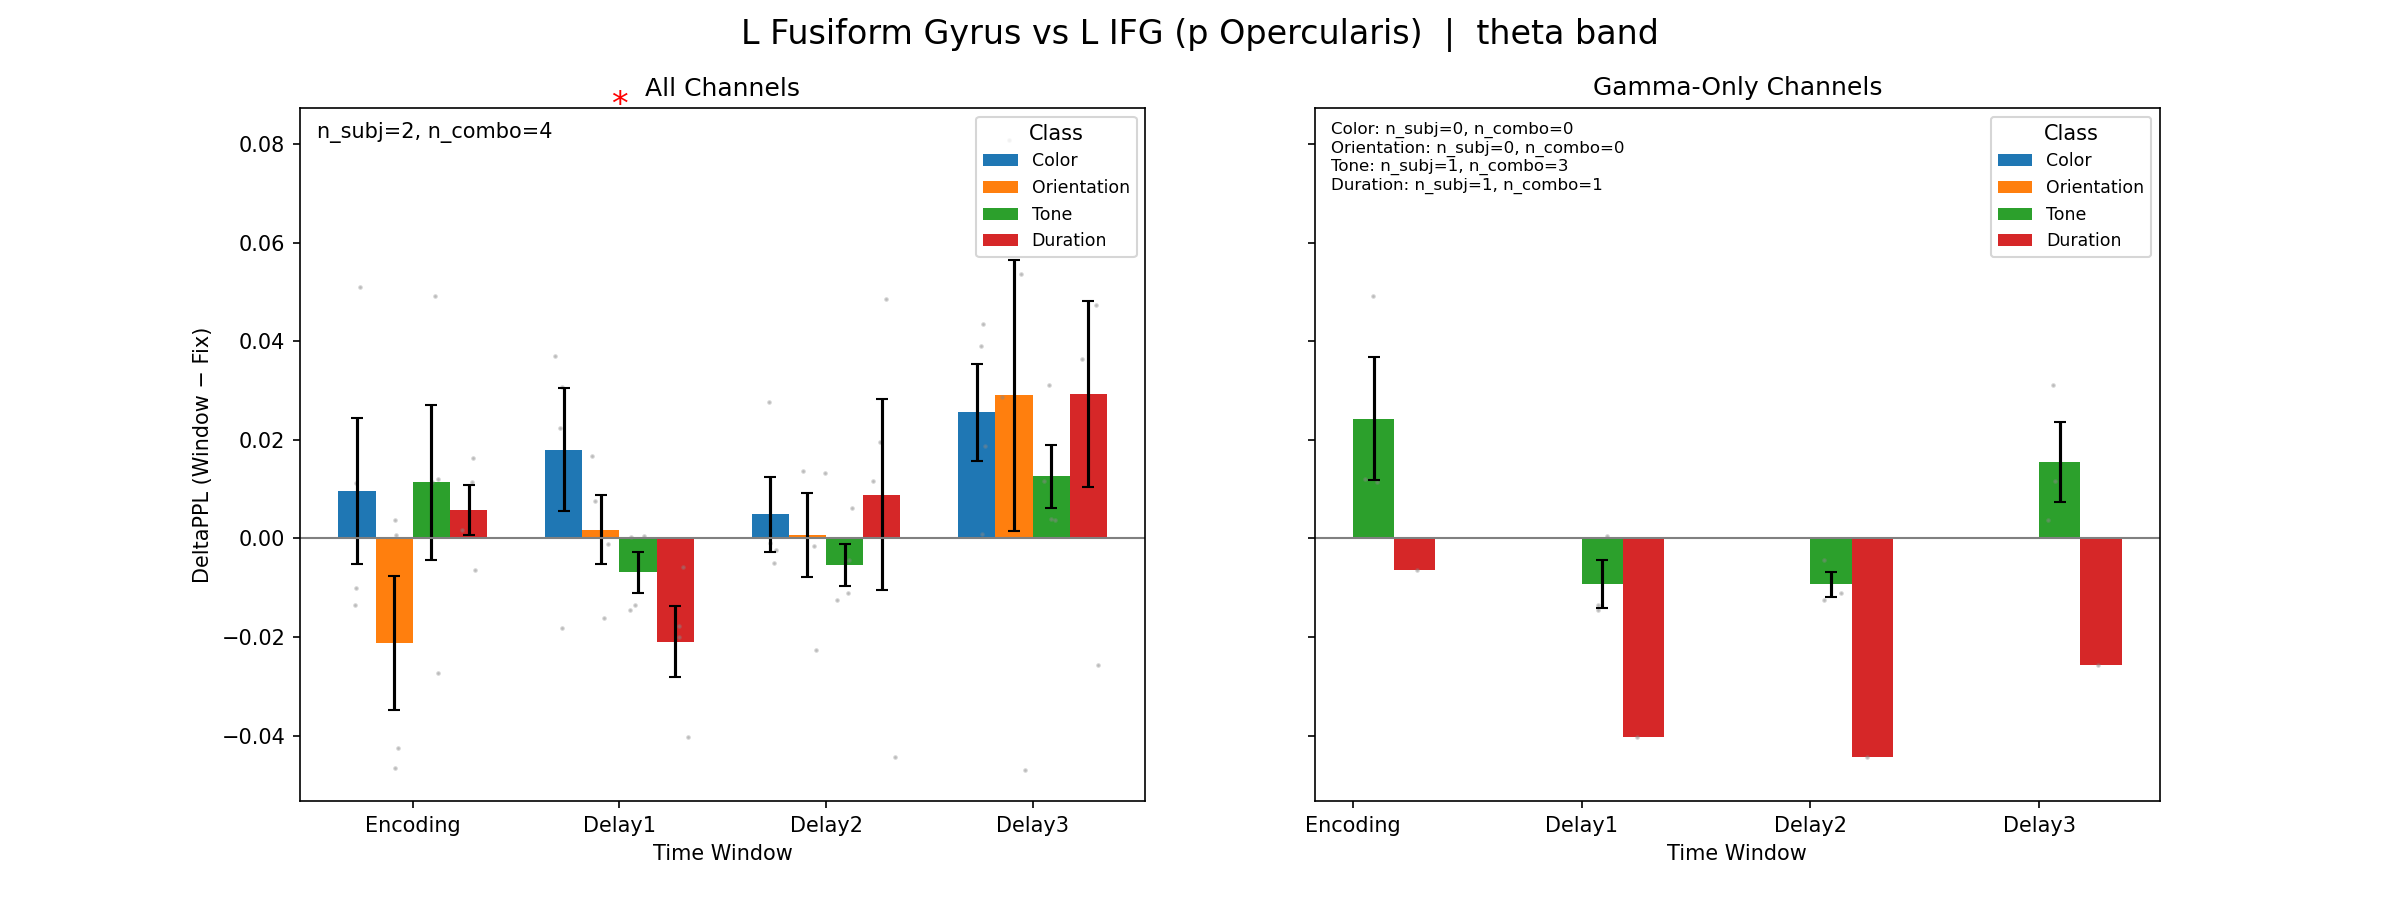 L Fusiform Gyrus vs L IFG (p Opercularis) | theta band
* All Channels
n_subj=2, n_combo=4
Class
Color
Orientation
Tone
Duration
DeltaPPL (Window − Fix)
0.08
0.06
0.04
0.02
0.00
−0.02
−0.04
Encoding
Delay1
Delay2
Delay3
Time Window
Gamma-Only Channels
Color: n_subj=0, n_combo=0
Orientation: n_subj=0, n_combo=0
Tone: n_subj=1, n_combo=3
Duration: n_subj=1, n_combo=1
Class
Color
Orientation
Tone
Duration
Encoding
Delay1
Delay2
Delay3
Time Window